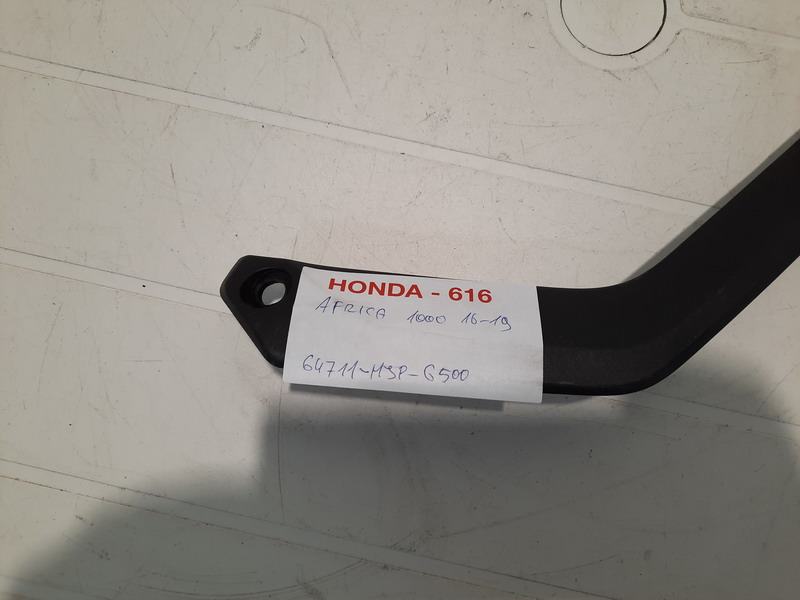 HONDA - 616
AFRICA 1000 16-19
64711-MJP-G500